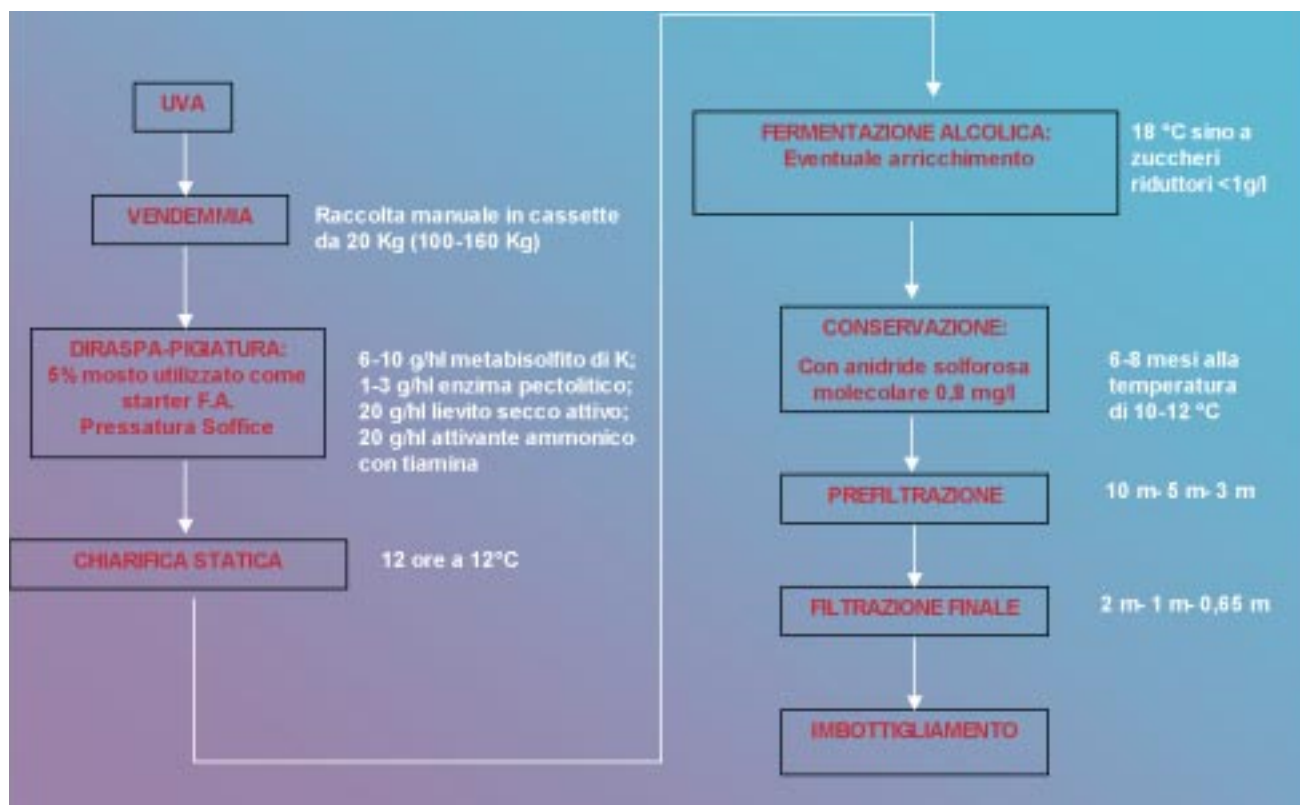 UVA
VENDEMMIA
Raccolta manuale in cassette
da 20 Kg (100-160 Kg)
DIRASPA-PIGIATURA:
5% mosto utilizzato come
starter F.A.
Pressatura Soffice
6-10 g/hl metabisolfito di K;
1-3 g/hl enzima pectolitico;
20 g/hl lievito secco attivo;
20 g/hl attivante ammonico
con tiamina
CHIARIFICA STATICA
12 ore a 12°C
FERMENTAZIONE ALCOLICA:
Eventuale arricchimento
18 °C sino a
zuccheri
riduttori <1g/l
CONSERVAZIONE:
Con anidride solforosa
molecolare 0,8 mg/l
6-8 mesi alla
temperatura
di 10-12 °C
PREFILTRAZIONE
10 m- 5 m- 3 m
FILTRAZIONE FINALE
2 m- 1 m- 0,65 m
IMBOTTIGLIAMENTO